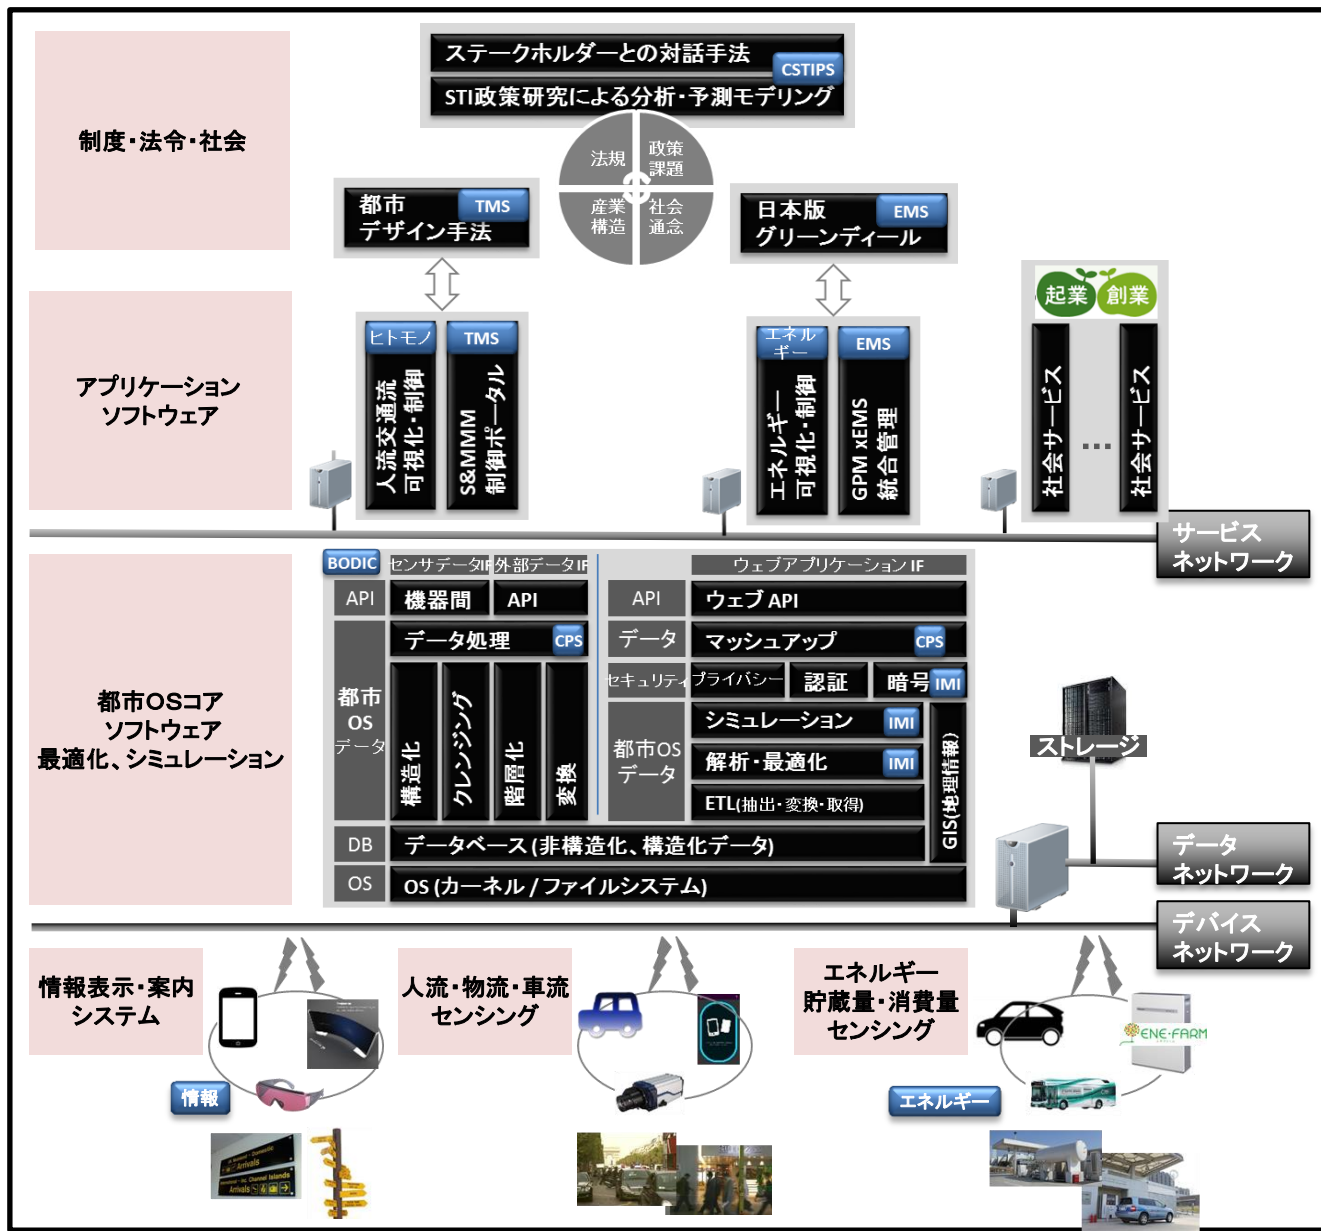 ステークホルダーとの対話手法
CSTIPS
STI政策研究による分析・予測モデリング
制度・法令・社会
法規
政策
課題
産業
構造
社会
通念
都市
デザイン手法
TMS
日本版
グリーンディール
EMS
起業
創業
アプリケーション
ソフトウェア
ヒトモノ
人流交通流
可視化・制御
TMS
S&MMM
制御ポータル
エネル
ギー
エネルギー
可視化・制御
EMS
GPM xEMS
統合管理
社会サービス
…
社会サービス
サービス
ネットワーク
都市OSコア
ソフトウェア
最適化、シミュレーション
BODIC
センサデータIF
外部データIF
ウェブアプリケーション IF
API
機器間
API
API
ウェブ API
データ処理
CPS
データ
マッシュアップ
CPS
セキュリティ
プライバシー
認証
暗号
IMI
都市
OS
データ
構造化
クレンジング
階層化
変換
都市OS
データ
シミュレーション
IMI
解析・最適化
IMI
ETL(抽出・変換・取得)
GIS(地理情報)
DB
データベース (非構造化、構造化データ)
OS
OS (カーネル / ファイルシステム)
ストレージ
データ
ネットワーク
デバイス
ネットワーク
情報表示・案内
システム
人流・物流・車流
センシング
エネルギー
貯蔵量・消費量
センシング
ENE・FARM
情報
エネルギー
Arrivals
Arrivals